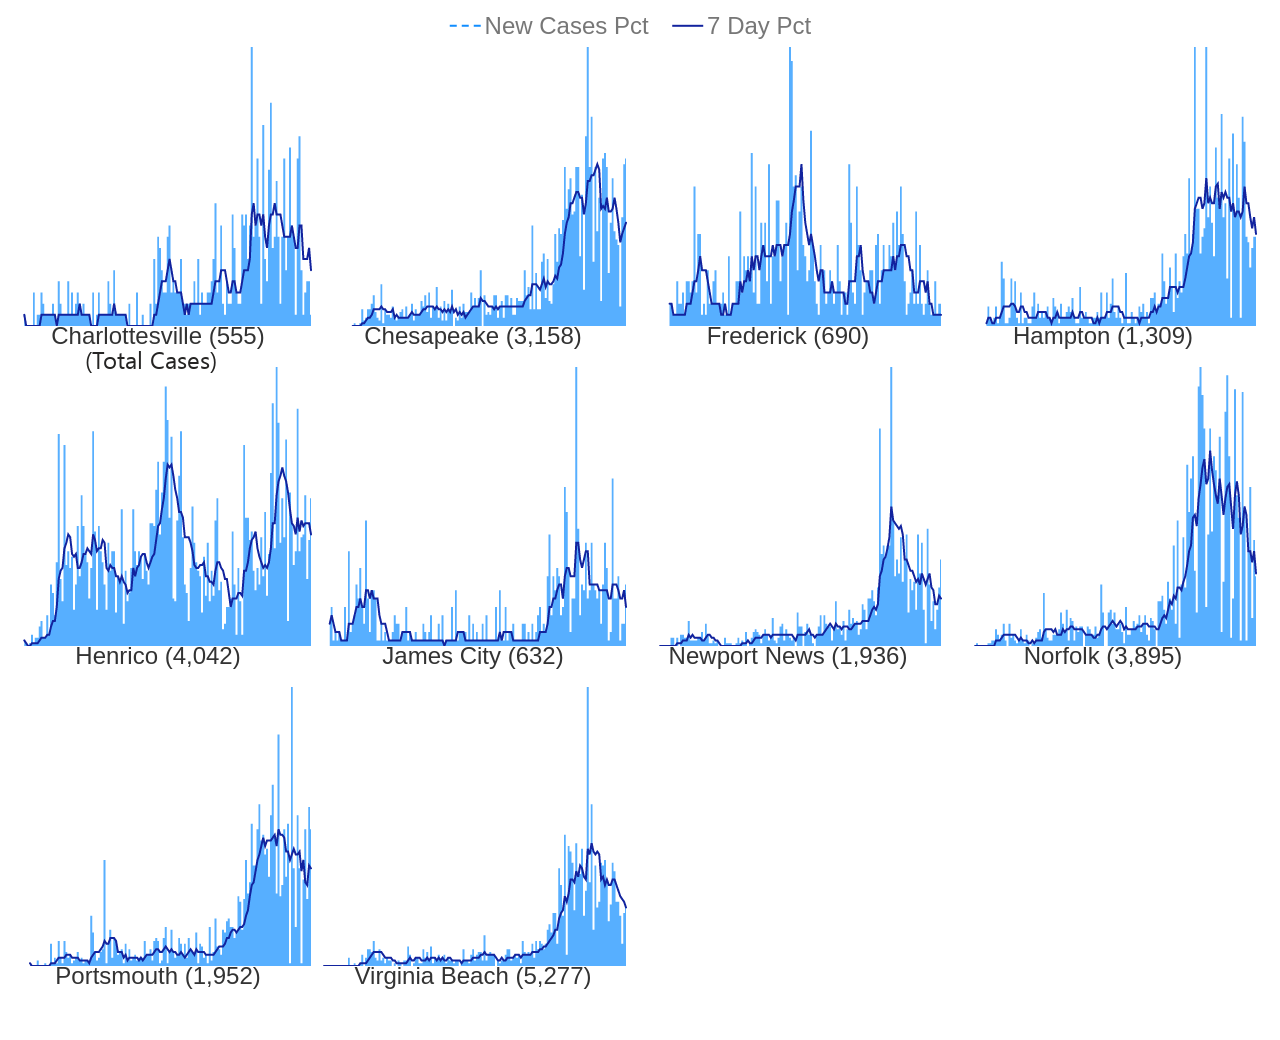 New Cases Pct 7 Day Pct
Charlottesville (555) Chesapeake (3,158) Frederick (690) Hampton (1,309)
(Total Cases)
Henrico (4,042) James City (632) Newport News (1,936) Norfolk (3,895)
Portsmouth (1,952) Virginia Beach (5,277)